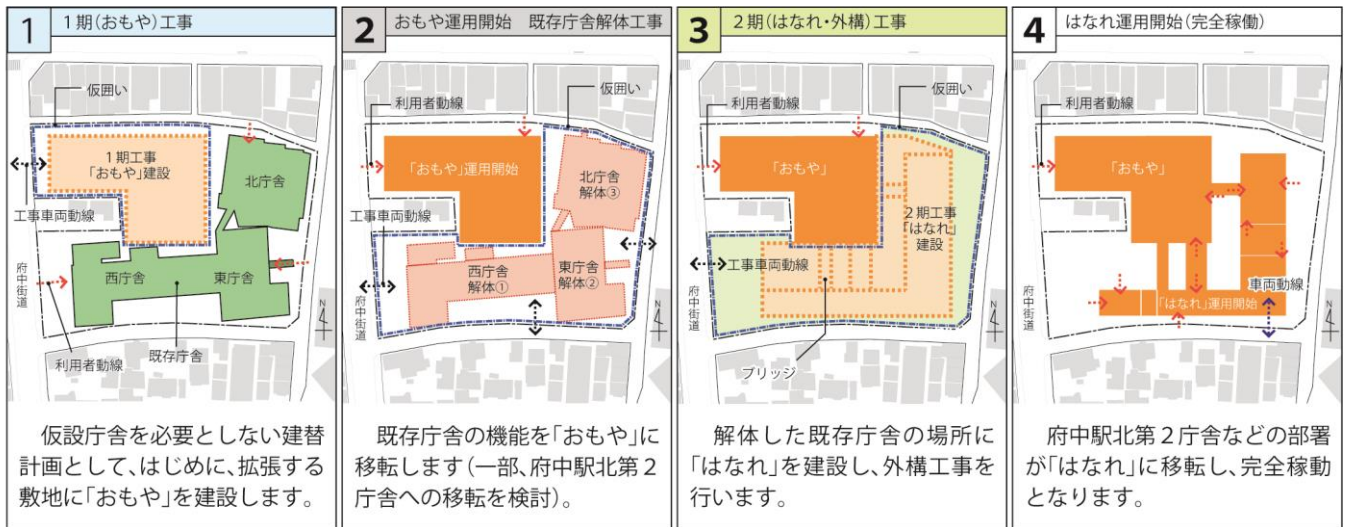 1 1期(おもや)工事
仮囲い
1期工事
「おもや」建設
北庁舎
工事車両動線
西庁舎
東庁舎
府中街道
利用者動線
既存庁舎
N
仮設庁舎を必要としない建替
計画として、はじめに、拡張する
敷地に「おもや」を建設します。
2 おもや運用開始 既存庁舎解体工事
利用者動線
仮囲い
「おもや」運用開始
北庁舎
解体③
工事車両動線
西庁舎
解体①
東庁舎
解体②
府中街道
N
既存庁舎の機能を「おもや」に
移転します(一部、府中駅北第2
庁舎への移転を検討)。
3 2期(はなれ・外構)工事
利用者動線
仮囲い
「おもや」
2期工事
「はなれ」
建設
工事車両動線
府中街道
ブリッジ
N
解体した既存庁舎の場所に
「はなれ」を建設し、外構工事を
行います。
4 はなれ運用開始(完全稼働)
利用者動線
「おもや」
車両動線
「はなれ」運用開始
府中街道
N
府中駅北第2庁舎などの部署
が「はなれ」に移転し、完全稼働
となります。